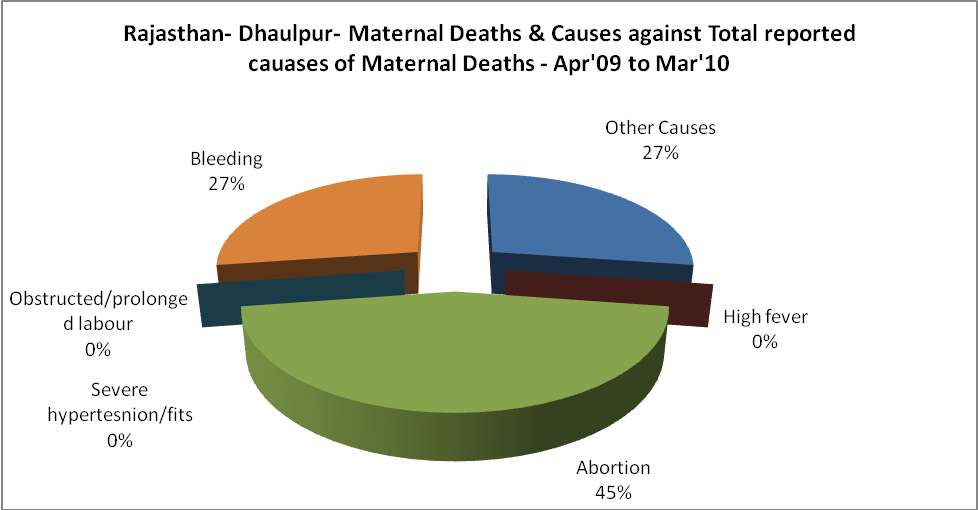 Rajasthan- Dhaulpur- Maternal Deaths & Causes against Total reported
cauases of Maternal Deaths - Apr'09 to Mar'10
Other Causes
27%
Bleeding
27%
Obstructed/prolonge
d labour
0%
High fever
0%
Severe
hypertesnion/fits
0%
Abortion
45%